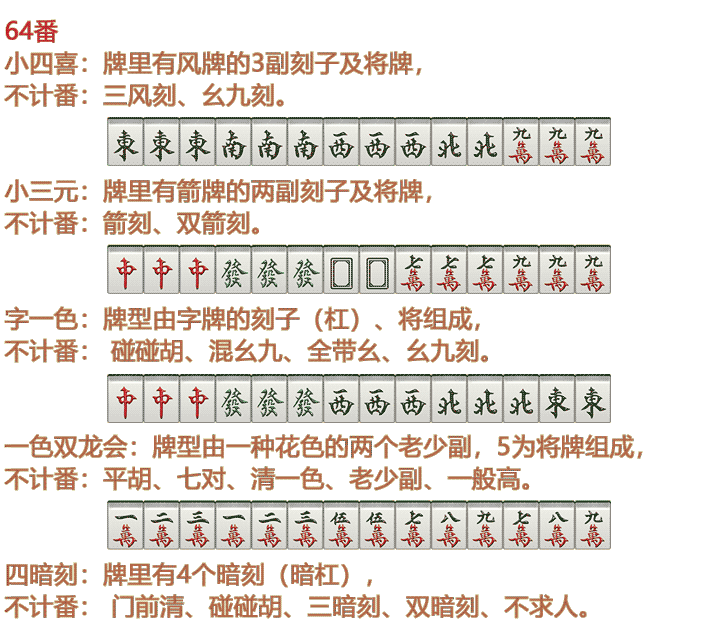 64番
小四喜：牌里有风牌的3副刻子及将牌，
不计番：三风刻、幺九刻。
東 東 東 南 南 南 西 西 西 北 北 九萬 九萬 九萬
小三元：牌里有箭牌的两副刻子及将牌，
不计番：箭刻、双箭刻。
中 中 中 發 發 發 七萬 七萬 七萬 九萬 九萬 九萬
字一色：牌型由字牌的刻子（杠）、将组成，
不计番： 碰碰胡、混幺九、全带幺、幺九刻。
中 中 中 發 發 發 西 西 西 北 北 北 東 東
一色双龙会：牌型由一种花色的两个老少副，5为将牌组成，
不计番：平胡、七对、清一色、老少副、一般高。
一萬 二萬 三萬 一萬 二萬 三萬 伍萬 伍萬 七萬 八萬 九萬 七萬 八萬 九萬
四暗刻：牌里有4个暗刻（暗杠），
不计番： 门前清、碰碰胡、三暗刻、双暗刻、不求人。